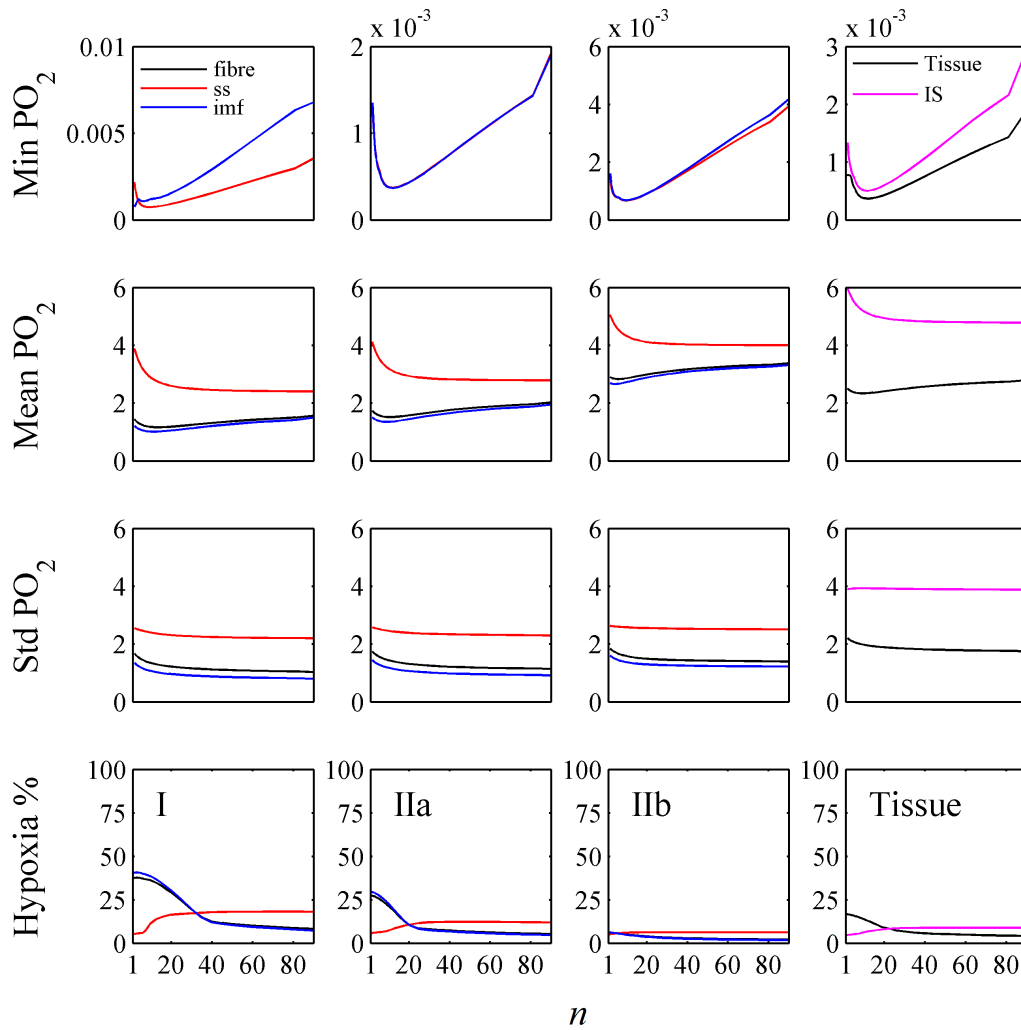 x 10⁻³ x 10⁻³ x 10⁻³
Min PO₂
0.01 2 6 3
fibre Tissue
ss IS
imf
0.005 1 4 2
2 1
0 0 0 0
Mean PO₂
6 6 6 6
4 4 4 4
2 2 2 2
0 0 0 0
Std PO₂
6 6 6 6
4 4 4 4
2 2 2 2
0 0 0 0
Hypoxia %
100 100 100 100
I IIa IIb Tissue
75 75 75 75
50 50 50 50
25 25 25 25
0 0 0 0
1 20 40 60 80 1 20 40 60 80 1 20 40 60 80 1 20 40 60 80
n